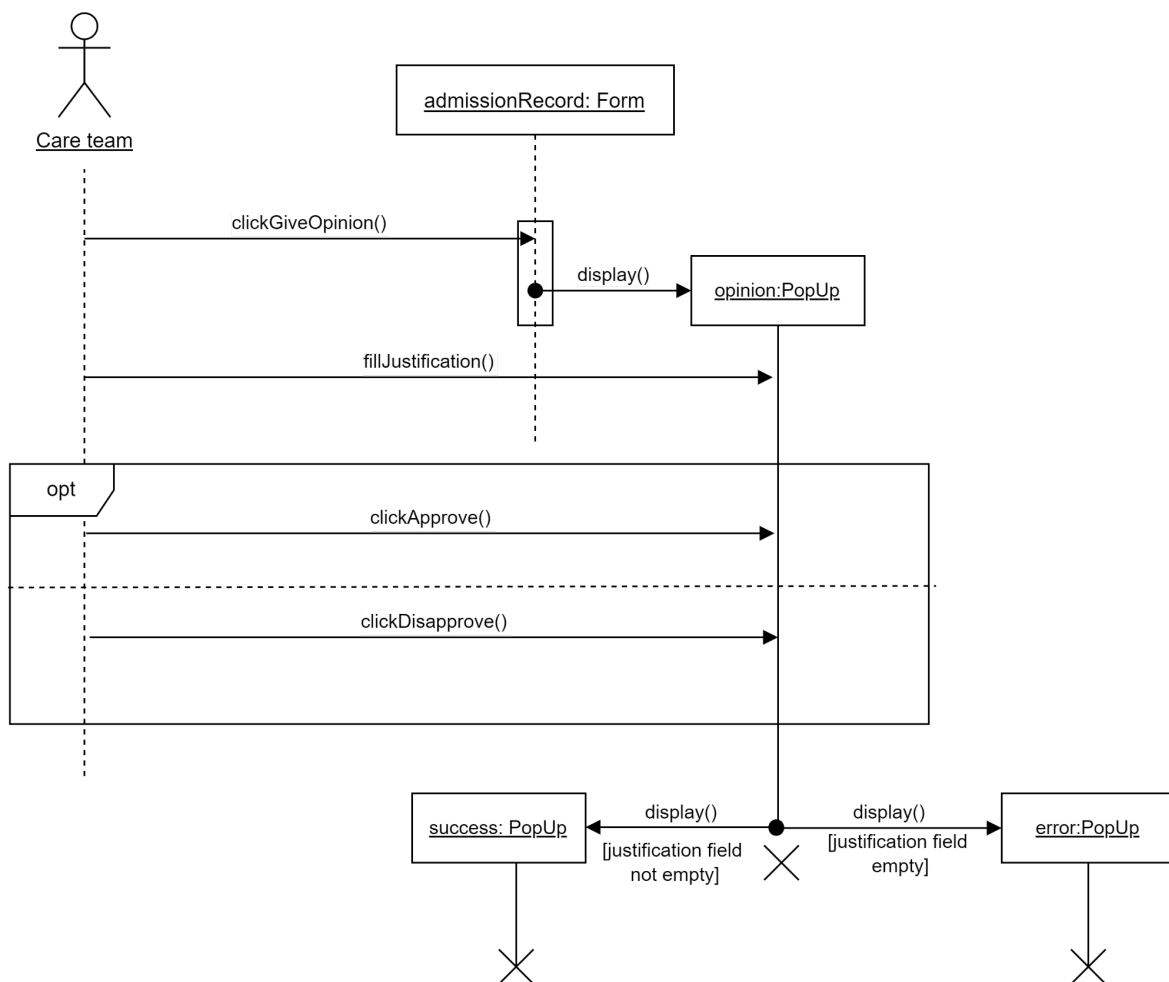 Care team
admissionRecord: Form
clickGiveOpinion()
display()
opinion:PopUp
fillJustification()
opt
clickApprove()
clickDisapprove()
success: PopUp
display()
[justification field
not empty]
display()
[justification field
empty]
error:PopUp